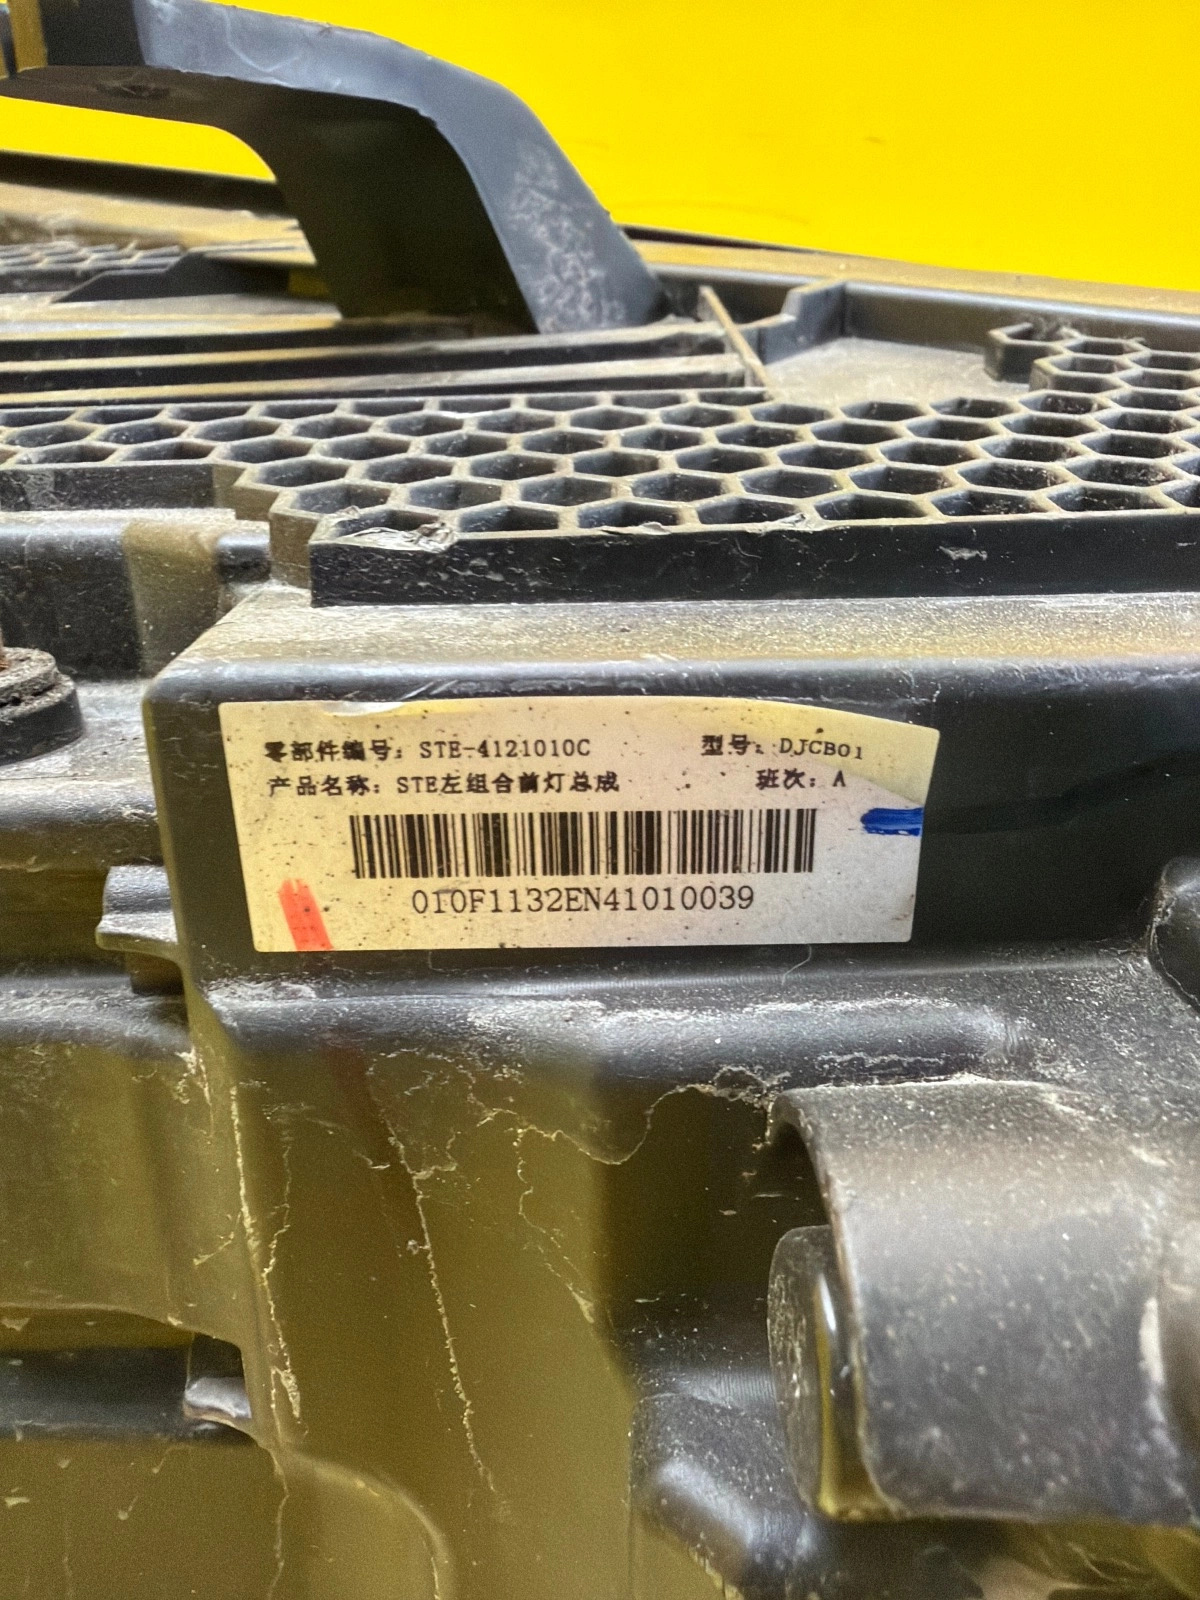 零部件编号: STE-4121010C 型号: DJCB01
产品名称: STE左组合前灯总成 班次: A
010F1132EN41010039